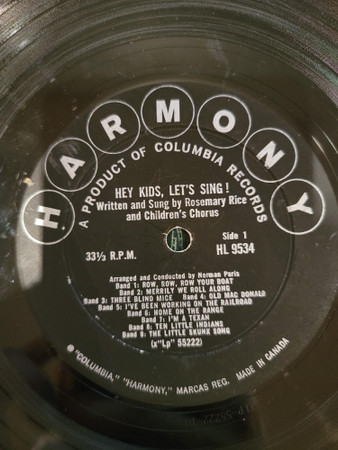 HARMONY
A PRODUCT OF COLUMBIA RECORDS
HEY KIDS, LET'S SING!
Written and Sung by Rosemary Rice
and Children's Chorus
Side 1
33⅓ R.P.M.
HL 9534
Arranged and Conducted by Norman Paris
Band 1: ROW, ROW, ROW YOUR BOAT
Band 2: MERRILY WE ROLL ALONG
Band 3: THREE BLIND MICE Band 4: OLD MAC DONALD
Band 5: I'VE BEEN WORKING ON THE RAILROAD
Band 6: HOME ON THE RANGE
Band 7: I'M A TEXAN
Band 8: TEN LITTLE INDIANS
Band 9: THE LITTLE SKUNK SONG
(x"Lp" 55222)
® "COLUMBIA," "HARMONY," MARCAS REG. MADE IN CANADA